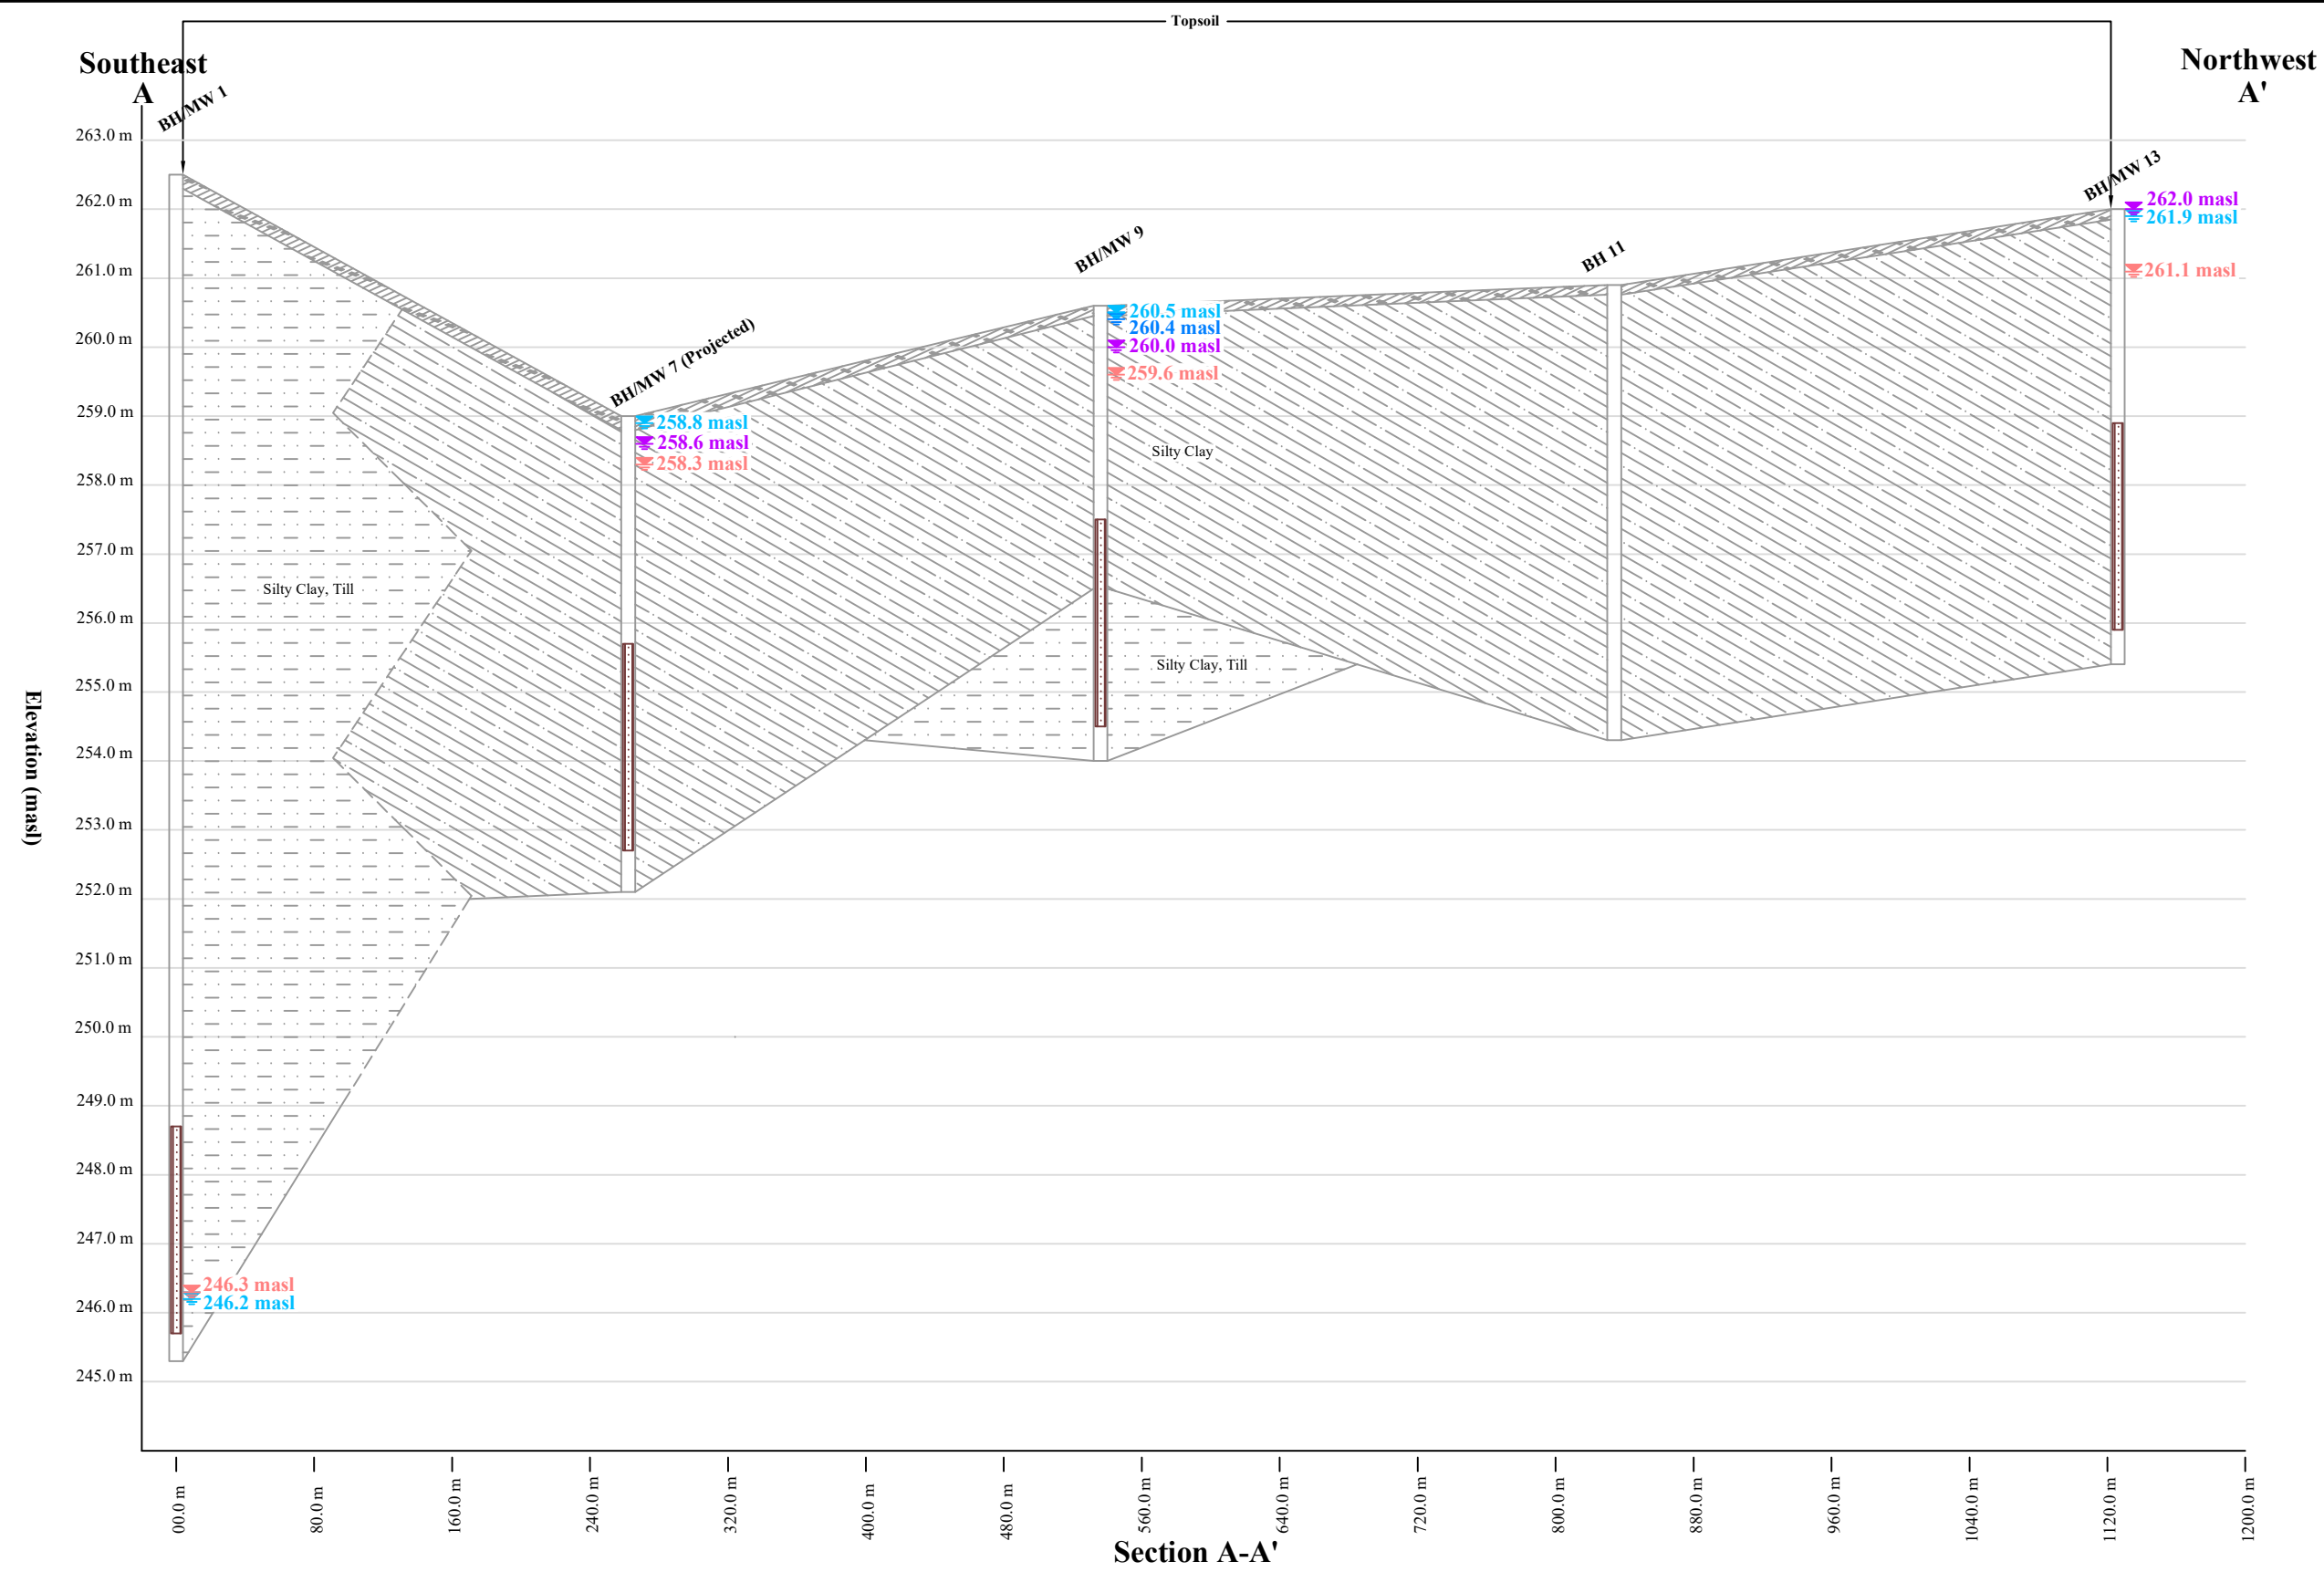 Topsoil
Southeast
A
Northwest
A'
BH/MW 1
BH/MW 7 (Projected)
BH/MW 9
BH 11
BH/MW 13
263.0 m
262.0 m
261.0 m
260.0 m
259.0 m
258.0 m
257.0 m
256.0 m
255.0 m
254.0 m
253.0 m
252.0 m
251.0 m
250.0 m
249.0 m
248.0 m
247.0 m
246.0 m
245.0 m
Elevation (masl)
262.0 masl
261.9 masl
261.1 masl
260.5 masl
260.4 masl
260.0 masl
259.6 masl
258.8 masl
258.6 masl
258.3 masl
Silty Clay
Silty Clay, Till
Silty Clay, Till
246.3 masl
246.2 masl
00.0 m
80.0 m
160.0 m
240.0 m
320.0 m
400.0 m
480.0 m
560.0 m
640.0 m
720.0 m
800.0 m
880.0 m
960.0 m
1040.0 m
1120.0 m
1200.0 m
Section A-A'